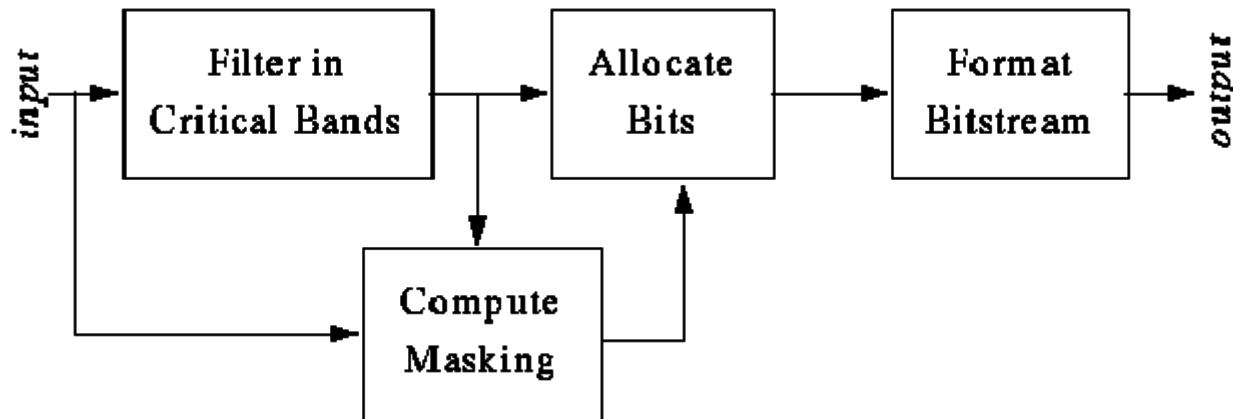 input
Filter in
Critical Bands
Allocate
Bits
Format
Bitstream
output
Compute
Masking